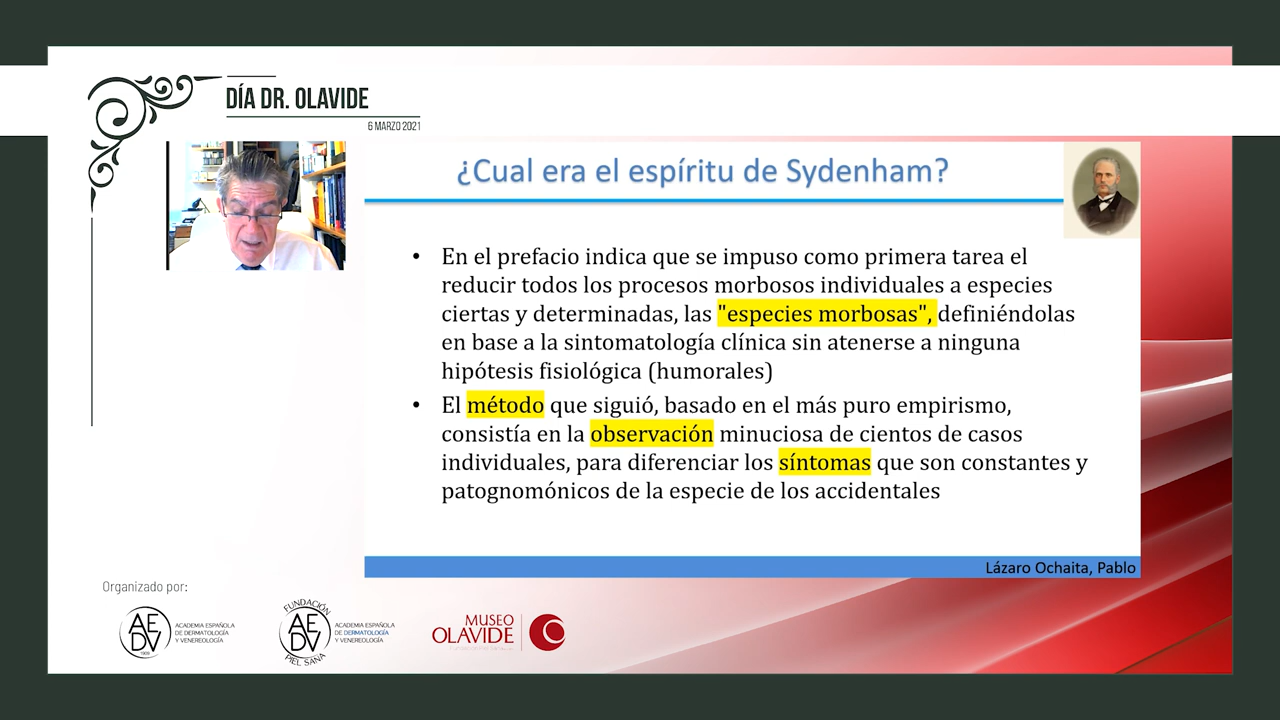 DÍA DR. OLAVIDE
6 MARZO 2021
¿Cual era el espíritu de Sydenham?
• En el prefacio indica que se impuso como primera tarea el
reducir todos los procesos morbosos individuales a especies
ciertas y determinadas, las "especies morbosas", definiéndolas
en base a la sintomatología clínica sin atenerse a ninguna
hipótesis fisiológica (humorales)
• El método que siguió, basado en el más puro empirismo,
consistía en la observación minuciosa de cientos de casos
individuales, para diferenciar los síntomas que son constantes y
patognomónicos de la especie de los accidentales
Lázaro Ochaita, Pablo
Organizado por:
AEDV
1909
ACADEMIA ESPAÑOLA
DE DERMATOLOGÍA
Y VENEREOLOGÍA
FUNDACIÓN
AEDV
PIEL SANA
ACADEMIA ESPAÑOLA
DE DERMATOLOGÍA
Y VENEREOLOGÍA
MUSEO
OLAVIDE